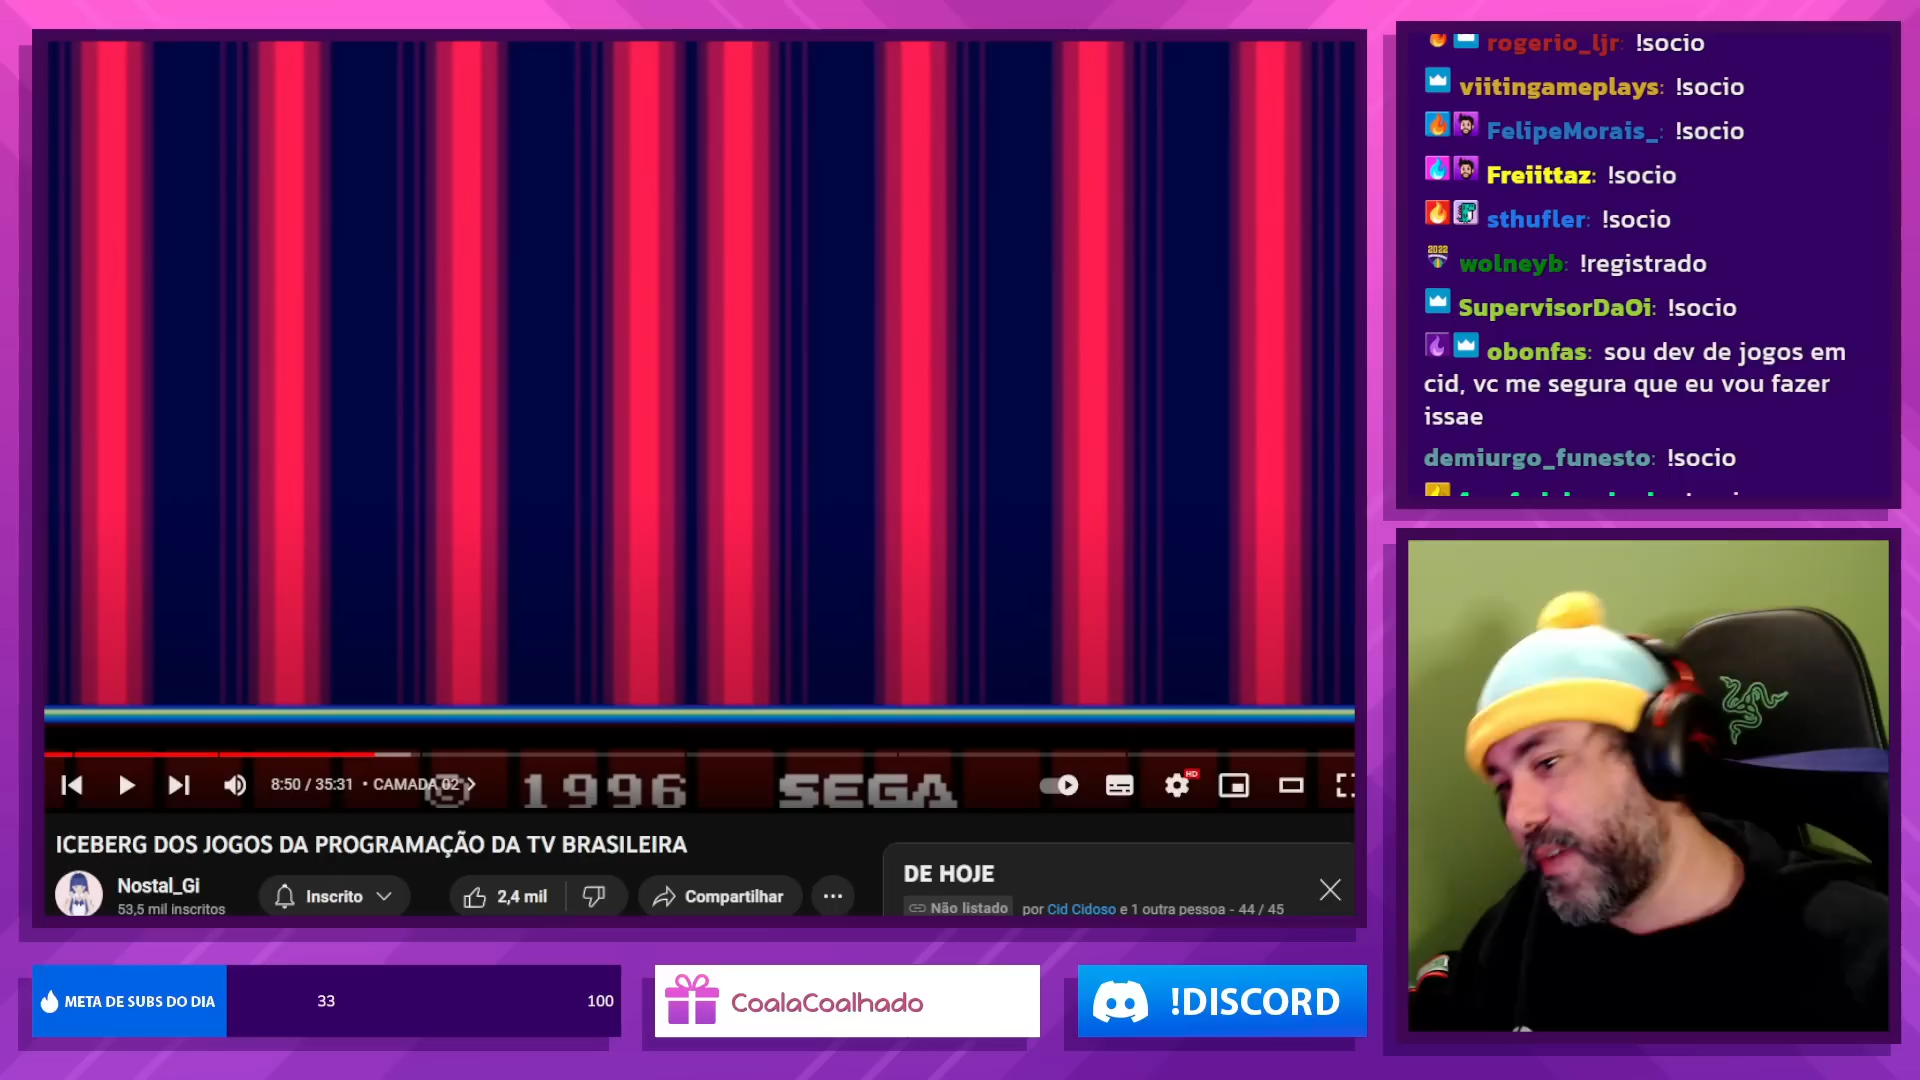 rogerio_ljr: !socio
viitingameplays: !socio
FelipeMorais_: !socio
Freiittaz: !socio
sthufler: !socio
2022
wolneyb: !registrado
SupervisorDaOi: !socio
obonfas: sou dev de jogos em
cid, vc me segura que eu vou fazer
issae
demiurgo_funesto: !socio
8:50 / 35:31 • CAMADA 02 >
© 1996 SEGA
HD
ICEBERG DOS JOGOS DA PROGRAMAÇÃO DA TV BRASILEIRA
Nostal_Gi
53,5 mil inscritos
Inscrito
2,4 mil
Compartilhar
DE HOJE
Não listado por Cid Cidoso e 1 outra pessoa - 44 / 45
META DE SUBS DO DIA
33
100
CoalaCoalhado
!DISCORD